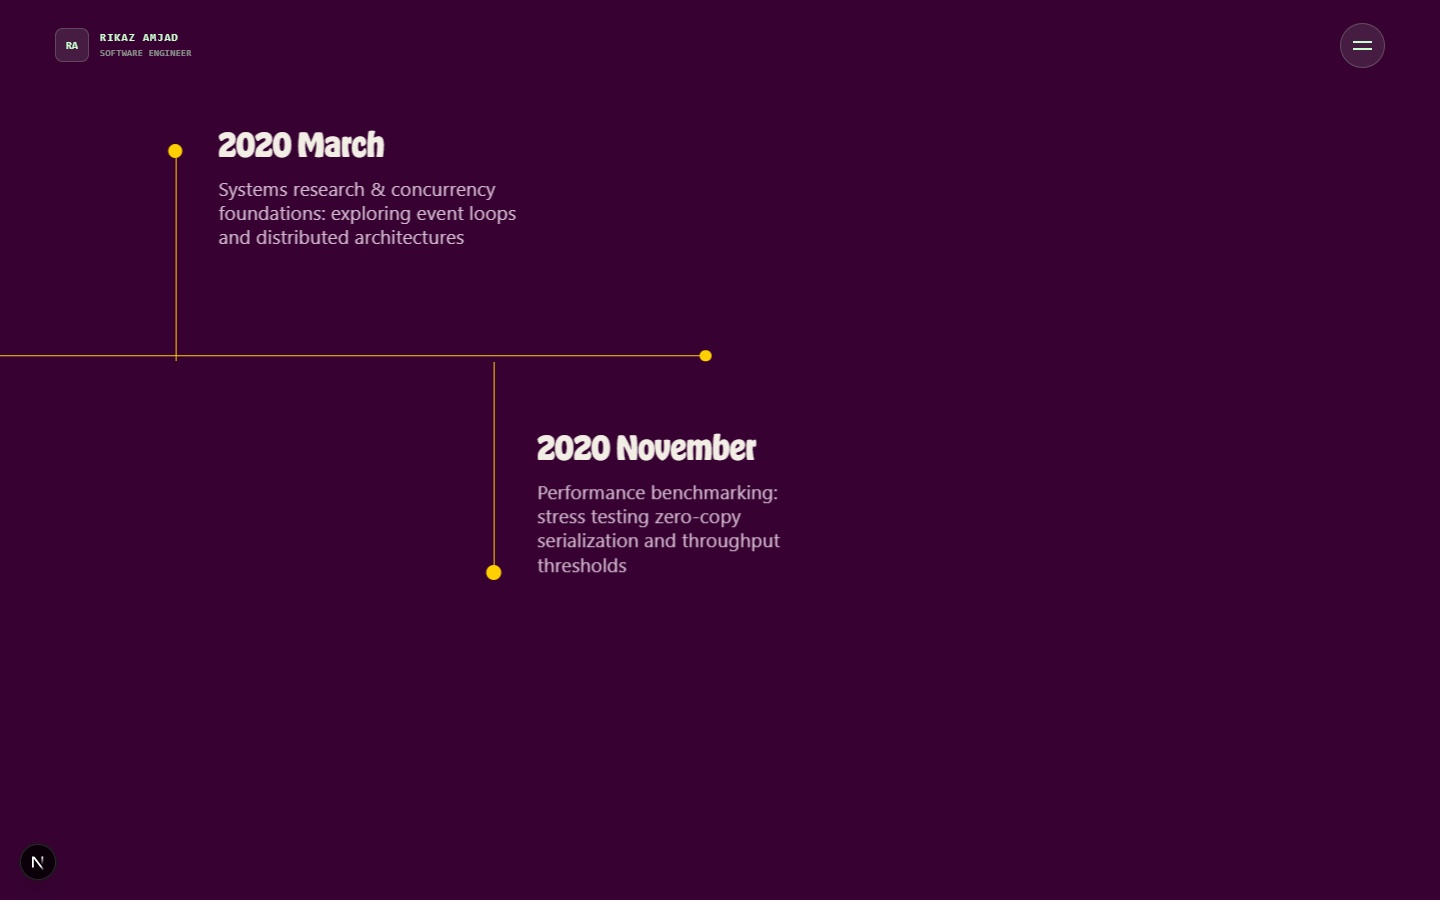 RA
RIKAZ AMJAD
SOFTWARE ENGINEER
2020 March
Systems research & concurrency
foundations: exploring event loops
and distributed architectures
2020 November
Performance benchmarking:
stress testing zero-copy
serialization and throughput
thresholds
N